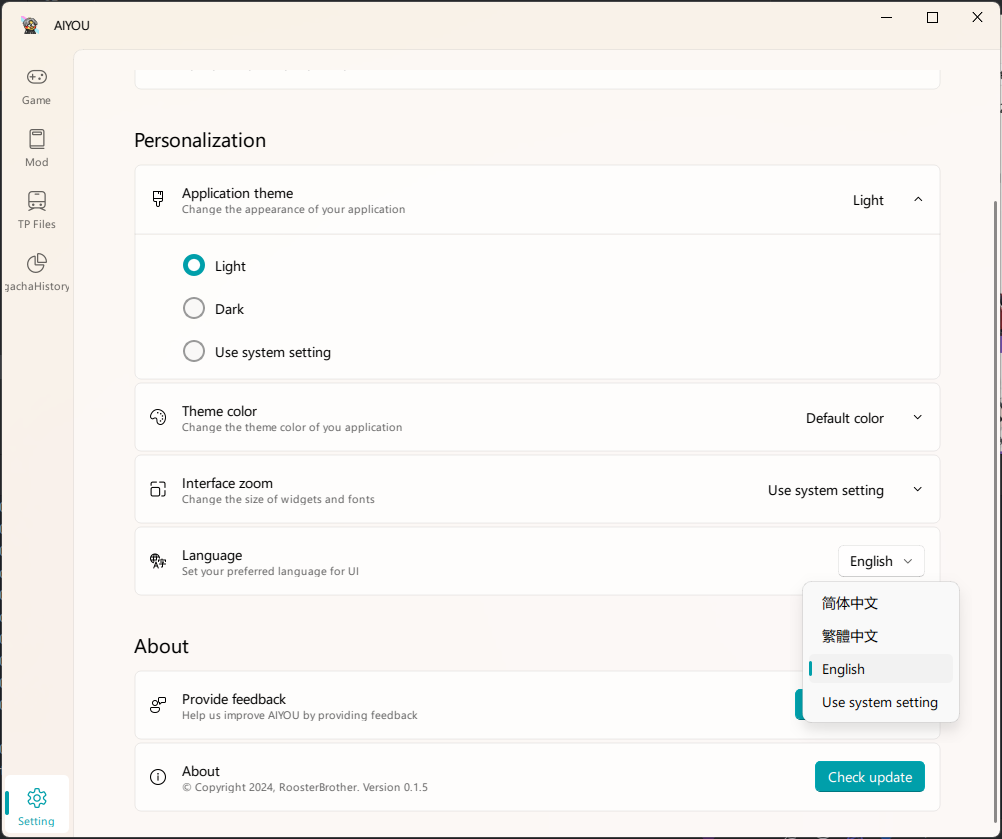 AIYOU
Game
Mod
TP Files
gachaHistory
Setting
Personalization
Application theme
Change the appearance of your application
Light
Light
Dark
Use system setting
Theme color
Change the theme color of you application
Default color
Interface zoom
Change the size of widgets and fonts
Use system setting
Language
Set your preferred language for UI
English
简体中文
繁體中文
English
Use system setting
About
Provide feedback
Help us improve AIYOU by providing feedback
About
© Copyright 2024, RoosterBrother. Version 0.1.5
Check update